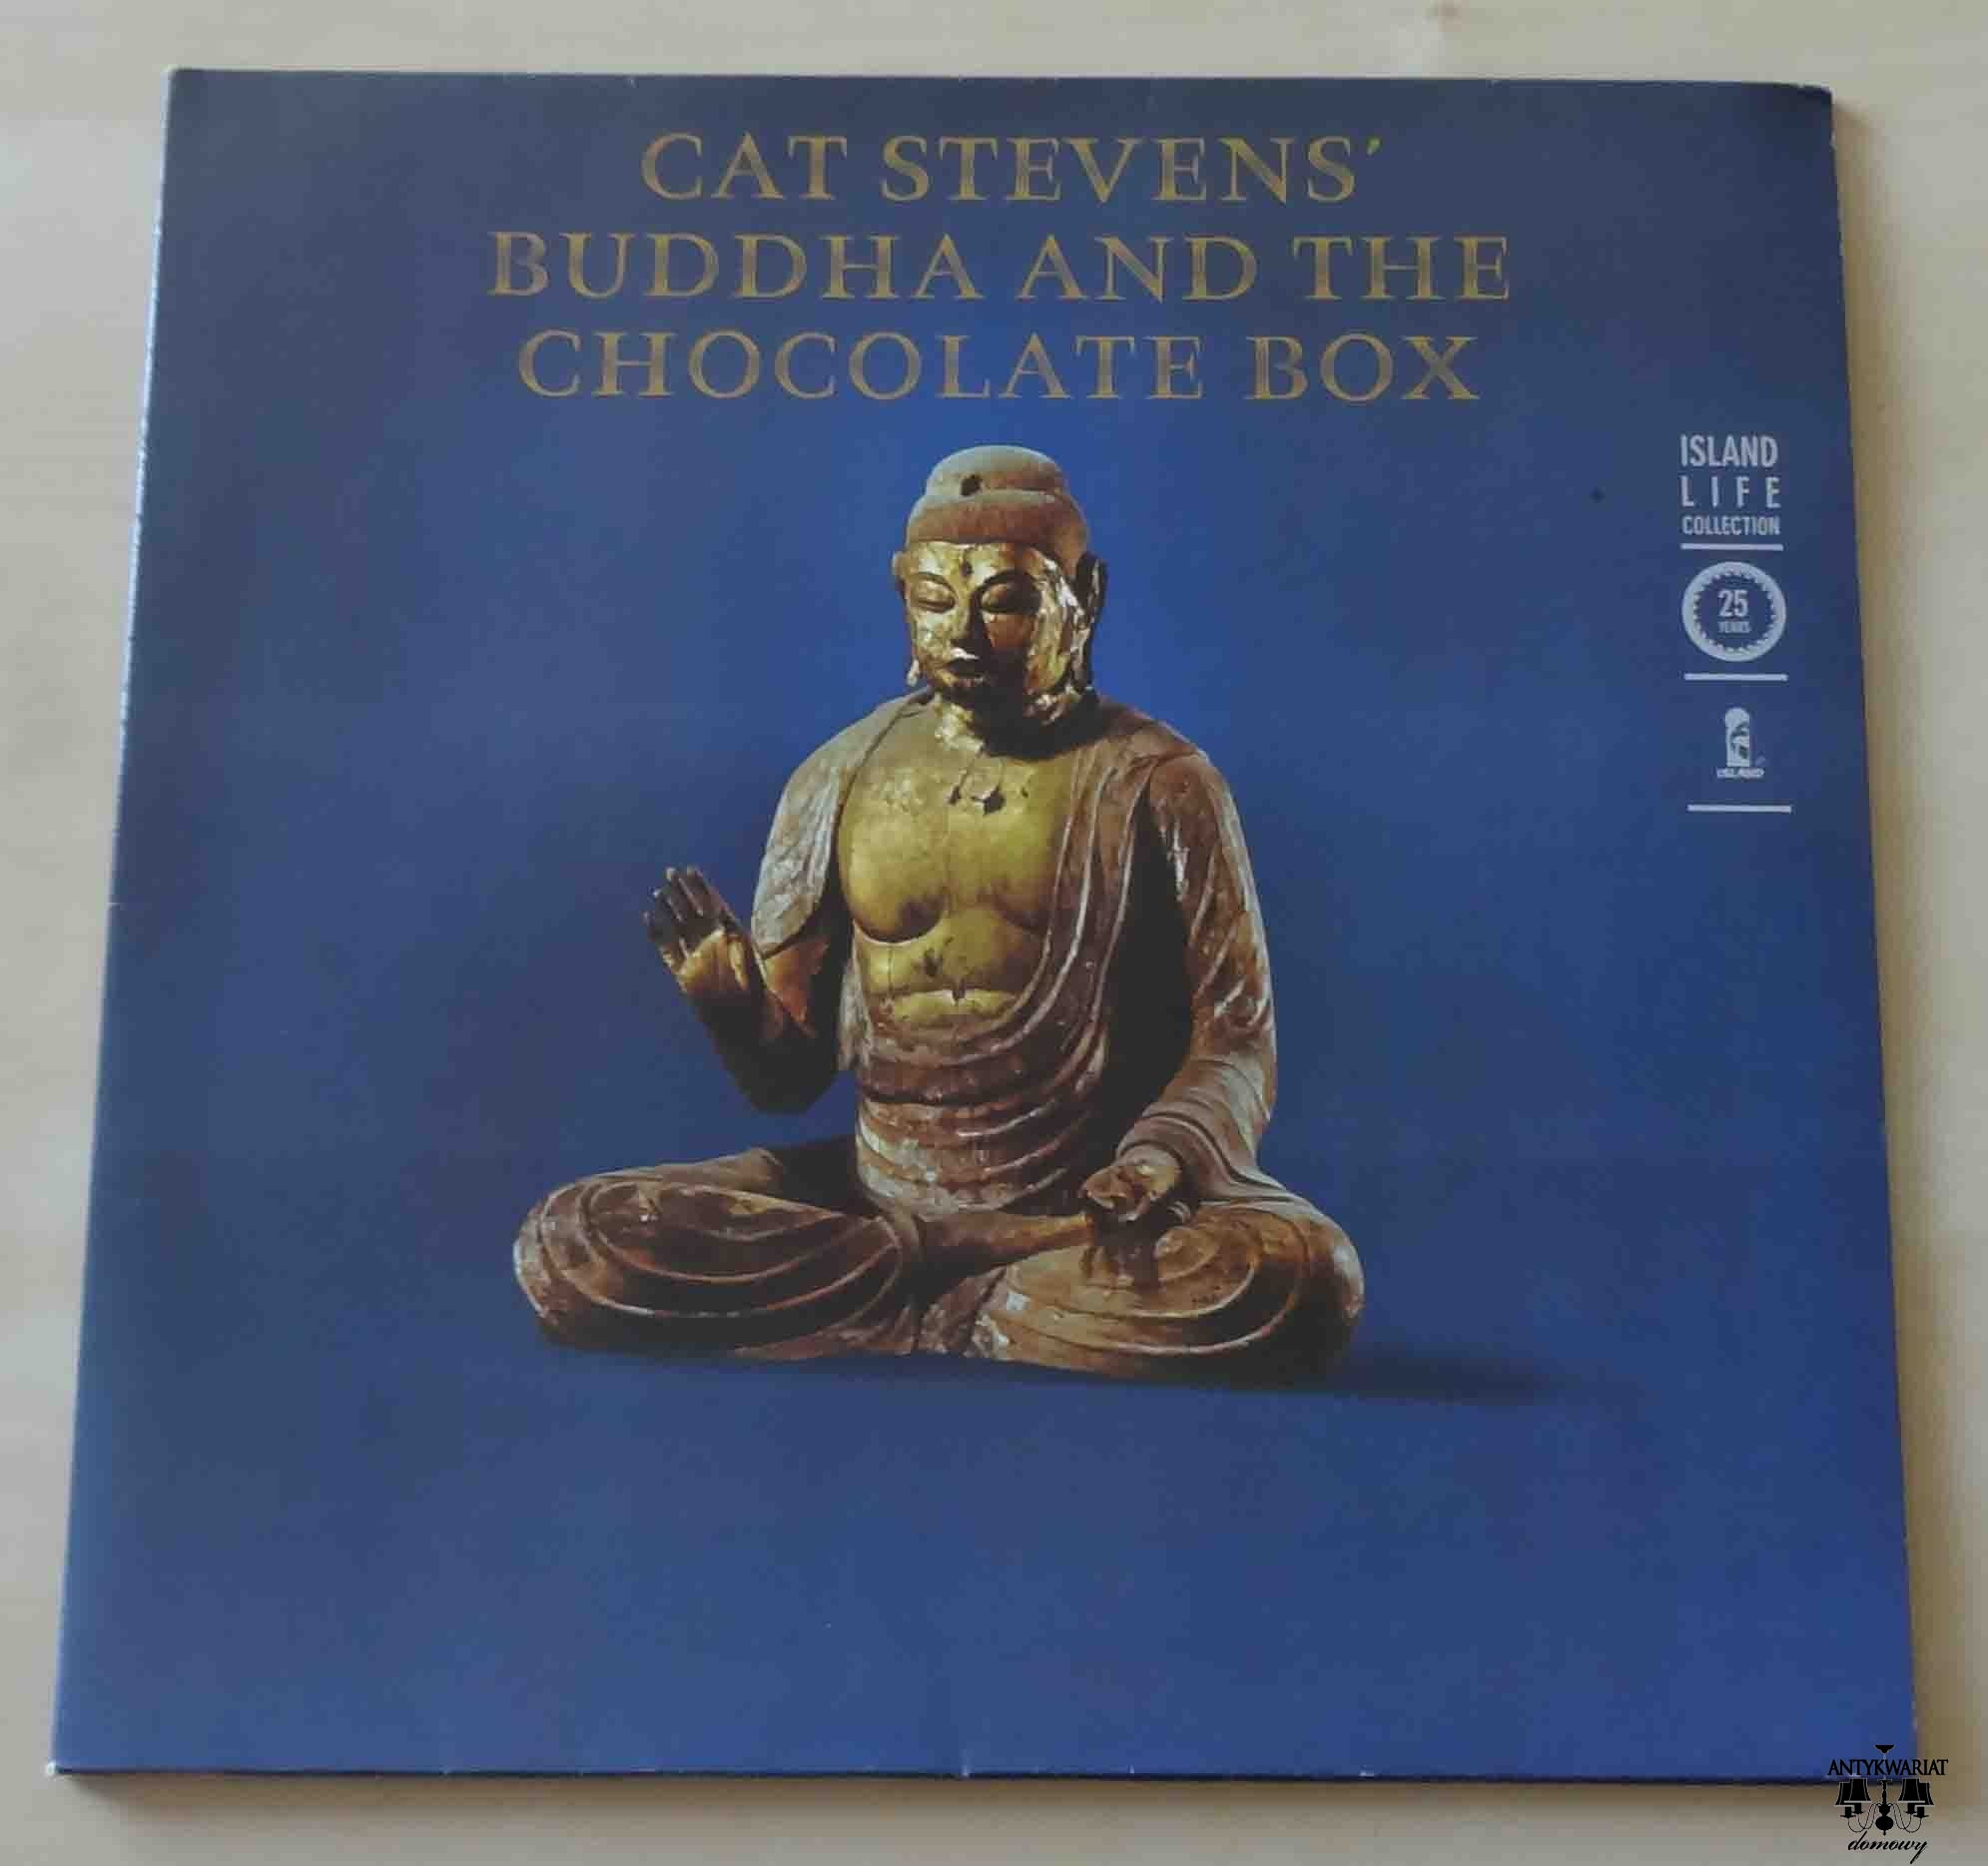 CAT STEVENS'
BUDDHA AND THE
CHOCOLATE BOX
ISLAND
LIFE
COLLECTION
25
YEARS
ISLAND
ANTYKWARIAT
domowy